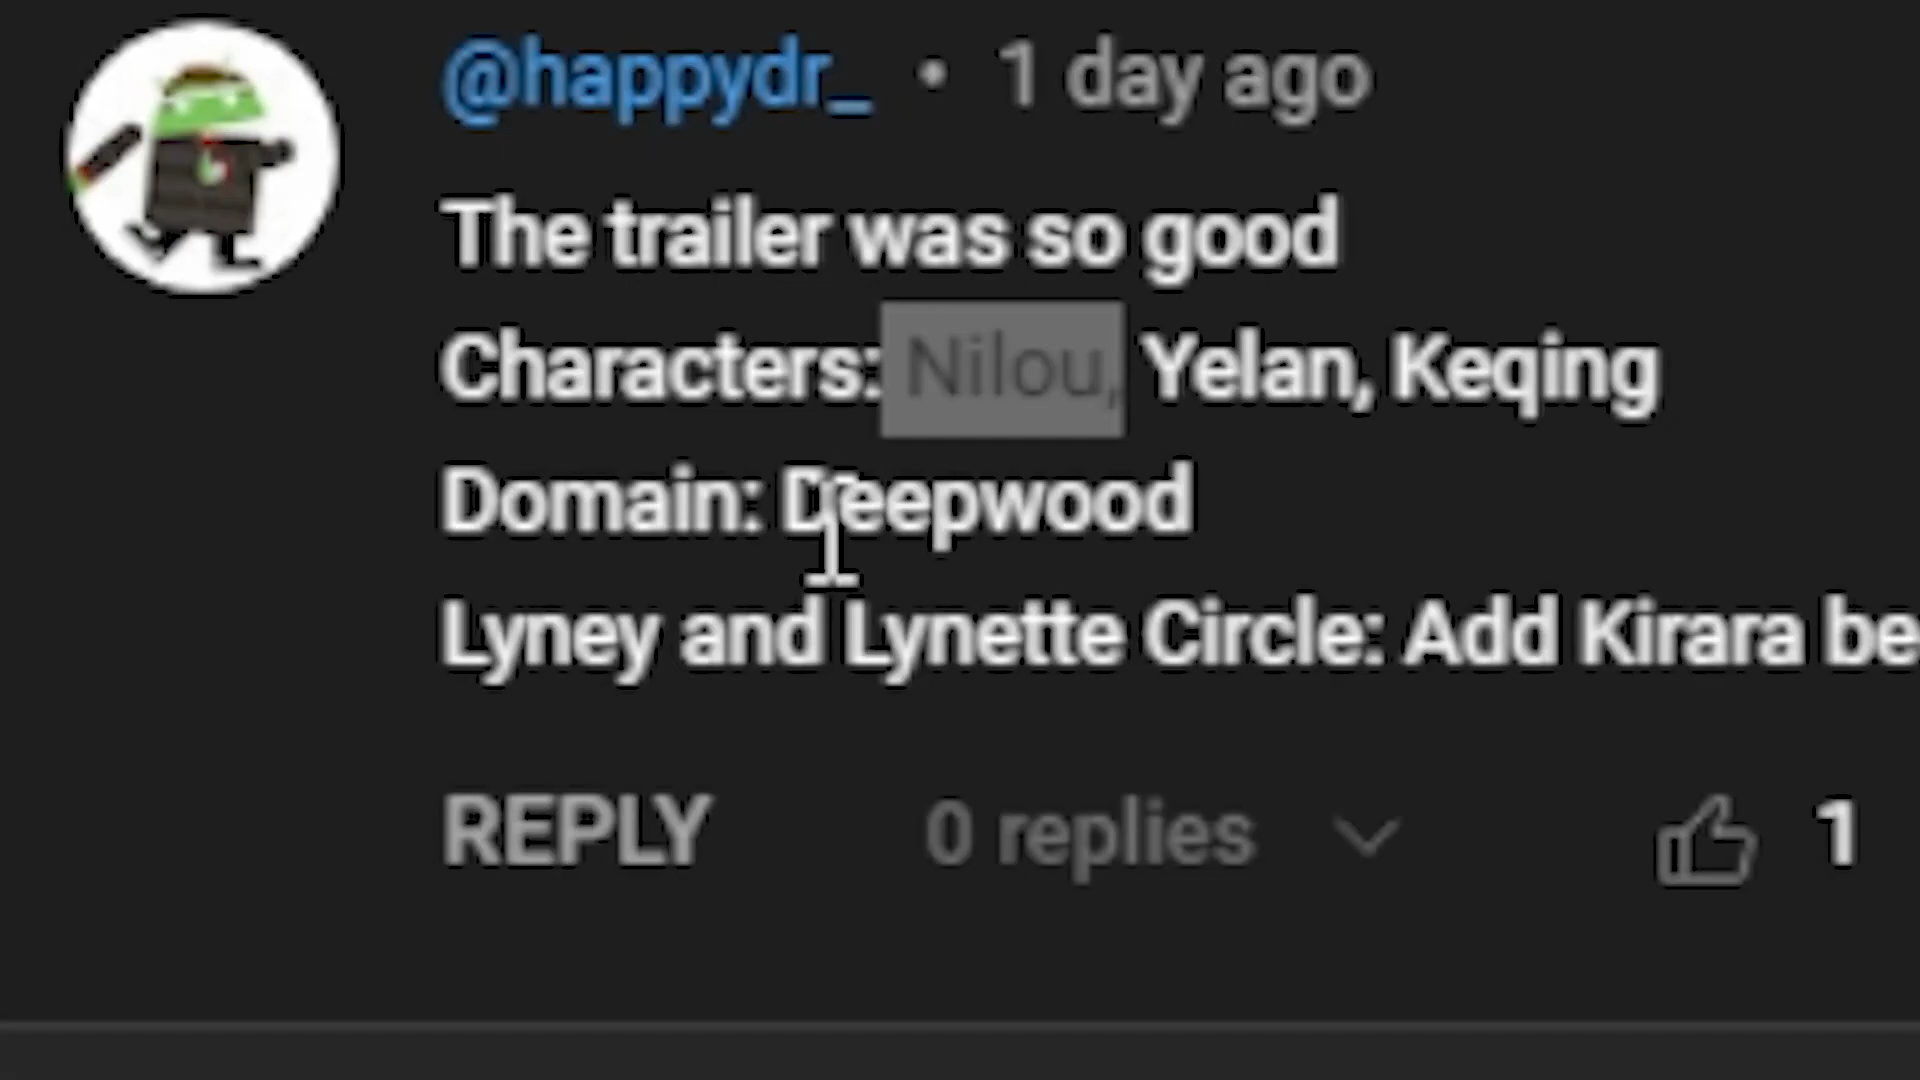 @happydr_ • 1 day ago
The trailer was so good
Characters: Nilou, Yelan, Keqing
Domain: Deepwood
Lyney and Lynette Circle: Add Kirara be
REPLY 0 replies 1